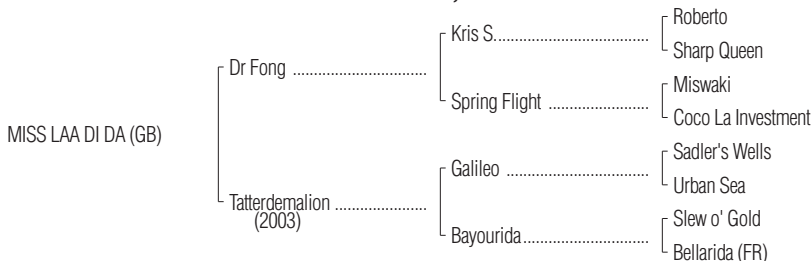 Roberto
Kris S.
Sharp Queen
Dr Fong
Miswaki
Spring Flight
Coco La Investment
MISS LAA DI DA (GB)
Sadler's Wells
Galileo
Urban Sea
Tatterdemalion
(2003)
Slew o' Gold
Bayourida
Bellarida (FR)